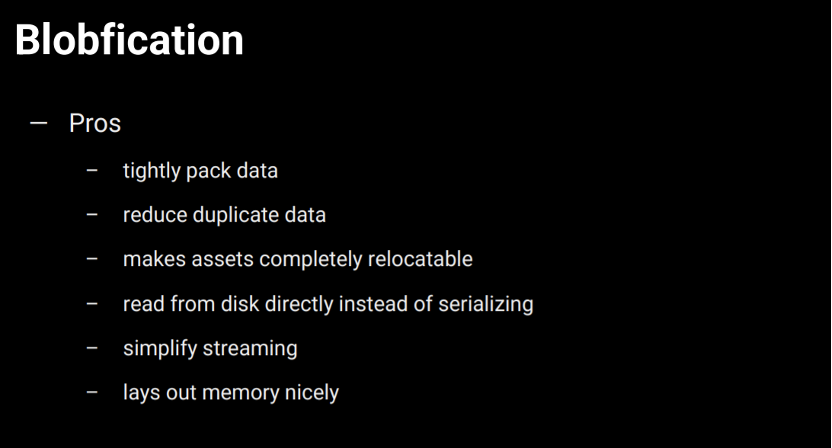 Blobfication
— Pros
– tightly pack data
– reduce duplicate data
– makes assets completely relocatable
– read from disk directly instead of serializing
– simplify streaming
– lays out memory nicely